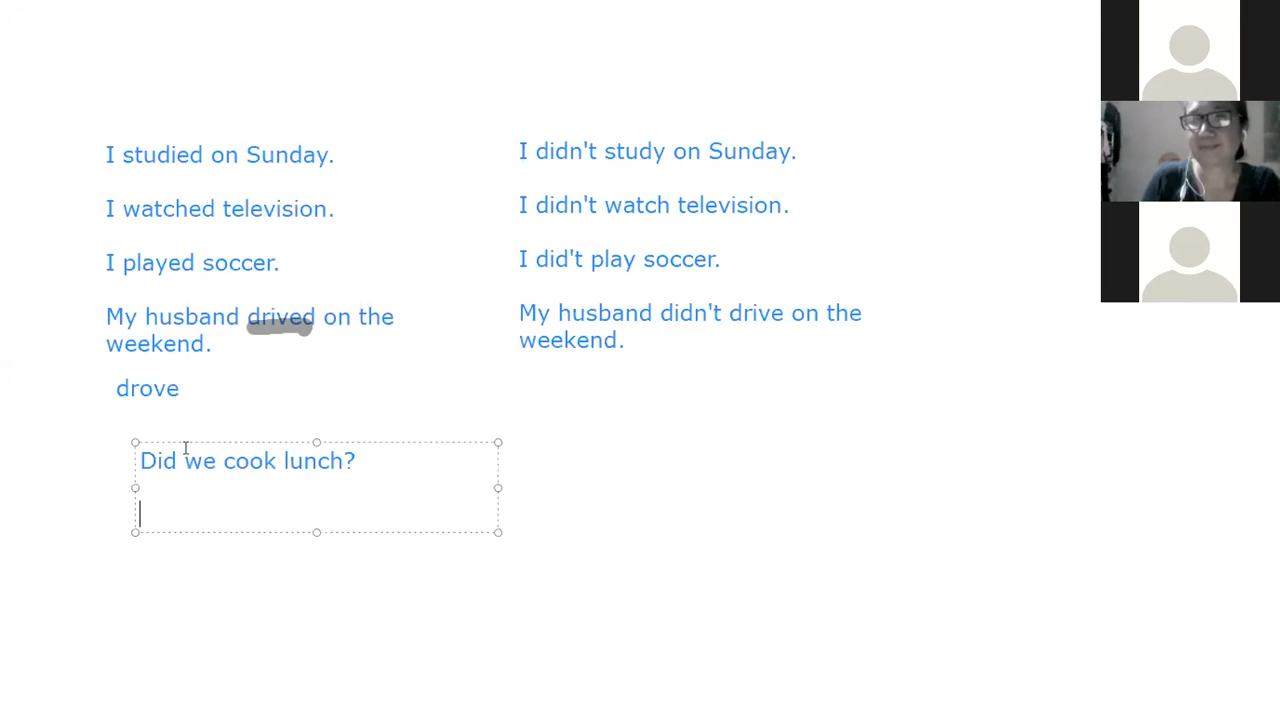 I studied on Sunday.
I watched television.
I played soccer.
My husband drived on the
weekend.
drove
I didn't study on Sunday.
I didn't watch television.
I did't play soccer.
My husband didn't drive on the
weekend.
Did we cook lunch?